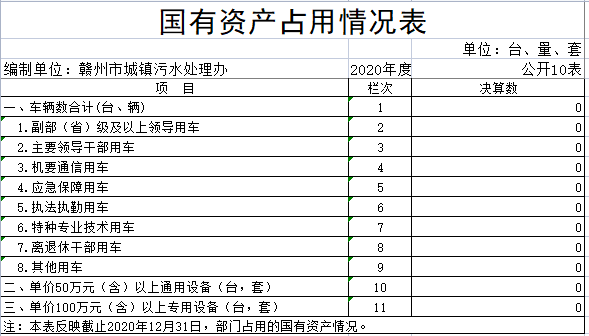 国有资产占用情况表
单位：台、量、套
编制单位：赣州市城镇污水处理办 2020年度 公开10表
项 目 栏次 决算数
一、车辆数合计(台、辆) 1 0
1.副部（省）级及以上领导用车 2 0
2.主要领导干部用车 3 0
3.机要通信用车 4 0
4.应急保障用车 5 0
5.执法执勤用车 6 0
6.特种专业技术用车 7 0
7.离退休干部用车 8 0
8.其他用车 9 0
二、单价50万元（含）以上通用设备（台，套） 10 0
三、单价100万元（含）以上专用设备（台，套） 11 0
注：本表反映截止2020年12月31日，部门占用的国有资产情况。